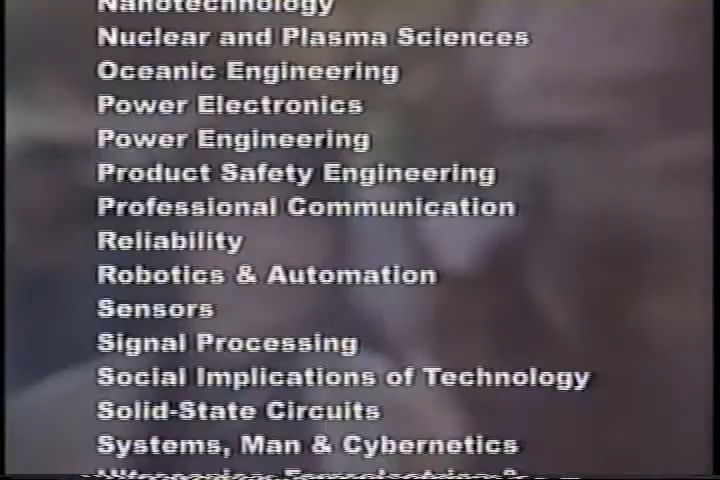 Nanotechnology
Nuclear and Plasma Sciences
Oceanic Engineering
Power Electronics
Power Engineering
Product Safety Engineering
Professional Communication
Reliability
Robotics & Automation
Sensors
Signal Processing
Social Implications of Technology
Solid-State Circuits
Systems, Man & Cybernetics